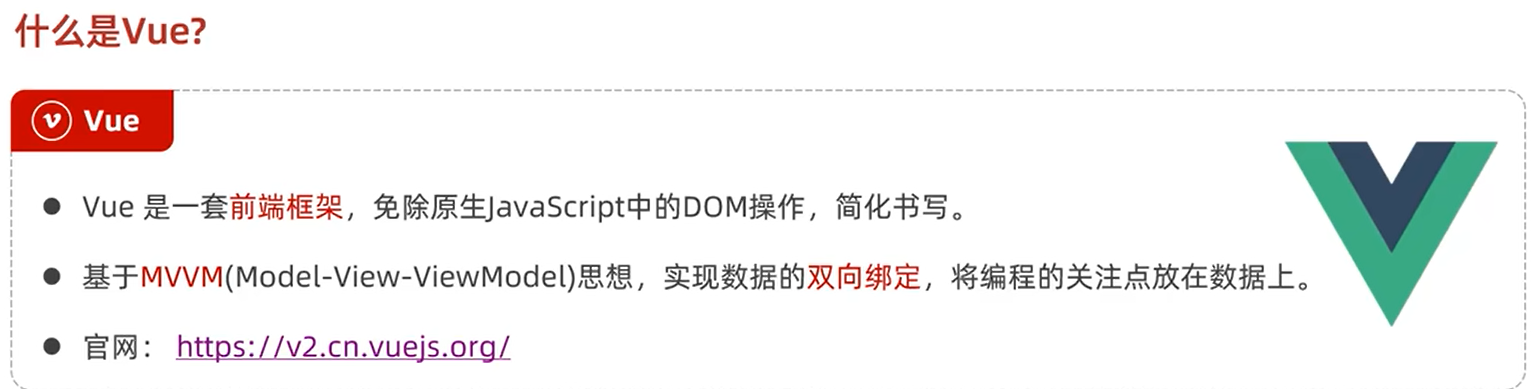 什么是Vue?
Vue
● Vue 是一套前端框架，免除原生JavaScript中的DOM操作，简化书写。
● 基于MVVM(Model-View-ViewModel)思想，实现数据的双向绑定，将编程的关注点放在数据上。
● 官网： https://v2.cn.vuejs.org/